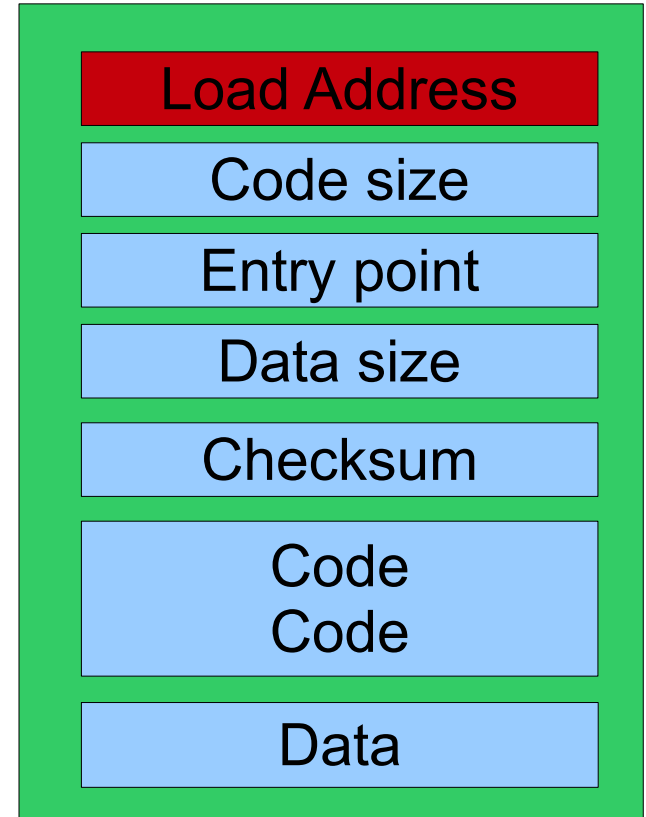 Load Address
Code size
Entry point
Data size
Checksum
Code
Code
Data